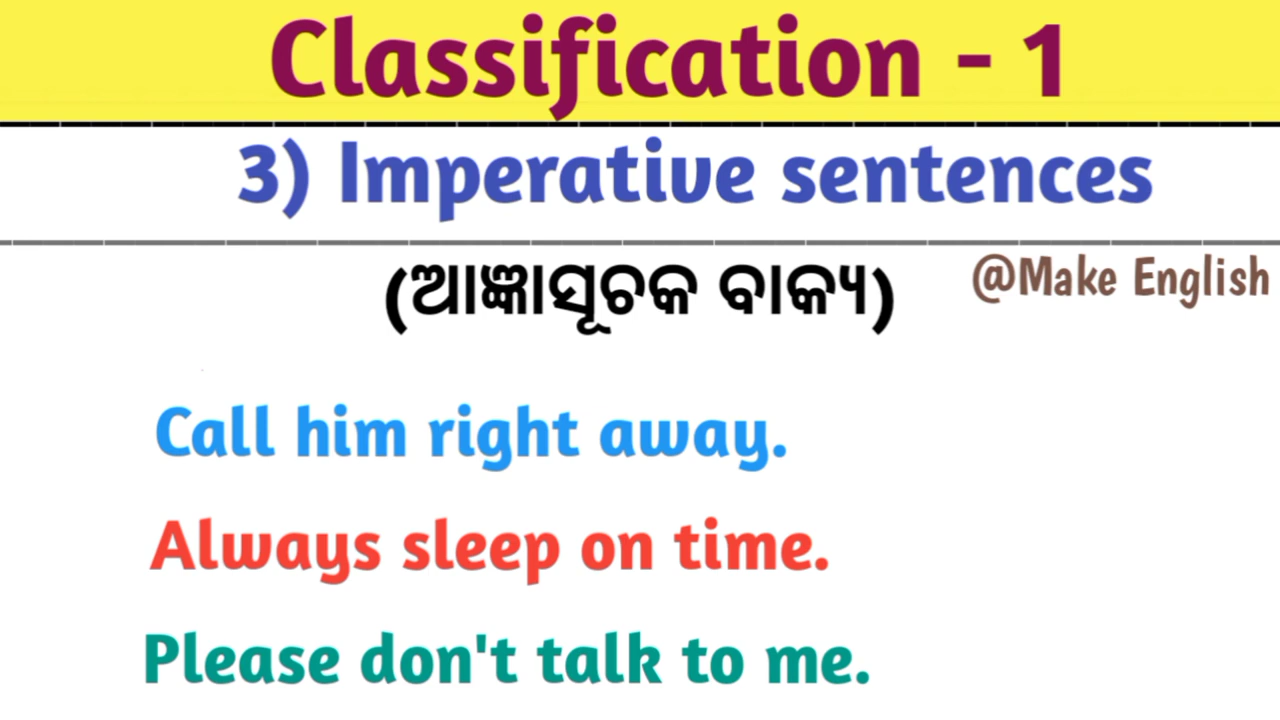 Classification - 1
3) Imperative sentences
(ଆଜ୍ଞାସୂଚକ ବାକ୍ୟ)
@Make English
Call him right away.
Always sleep on time.
Please don't talk to me.